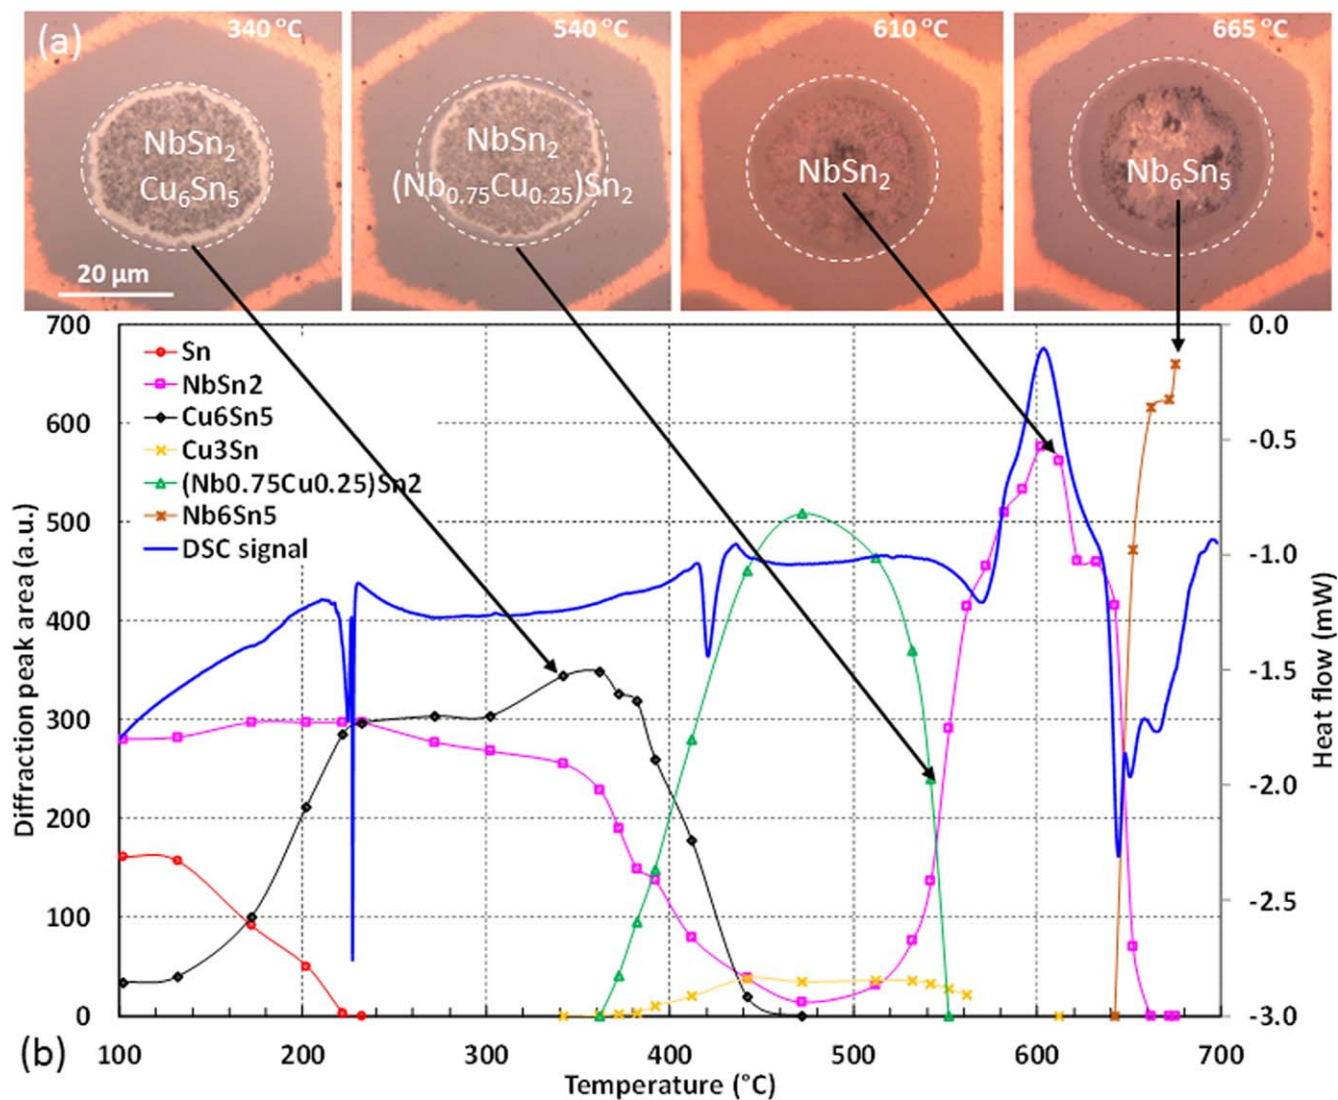 (a)
340 °C
540 °C
610 °C
665 °C
NbSn₂
Cu₆Sn₅
NbSn₂
(Nb₀.₇₅Cu₀.₂₅)Sn₂
NbSn₂
Nb₆Sn₅
20 µm
700
600
500
400
300
200
100
0
Diffraction peak area (a.u.)
Sn
NbSn2
Cu6Sn5
Cu3Sn
(Nb0.75Cu0.25)Sn2
Nb6Sn5
DSC signal
0.0
-0.5
-1.0
-1.5
-2.0
-2.5
-3.0
Heat flow (mW)
(b)
100 200 300 400 500 600 700
Temperature (°C)